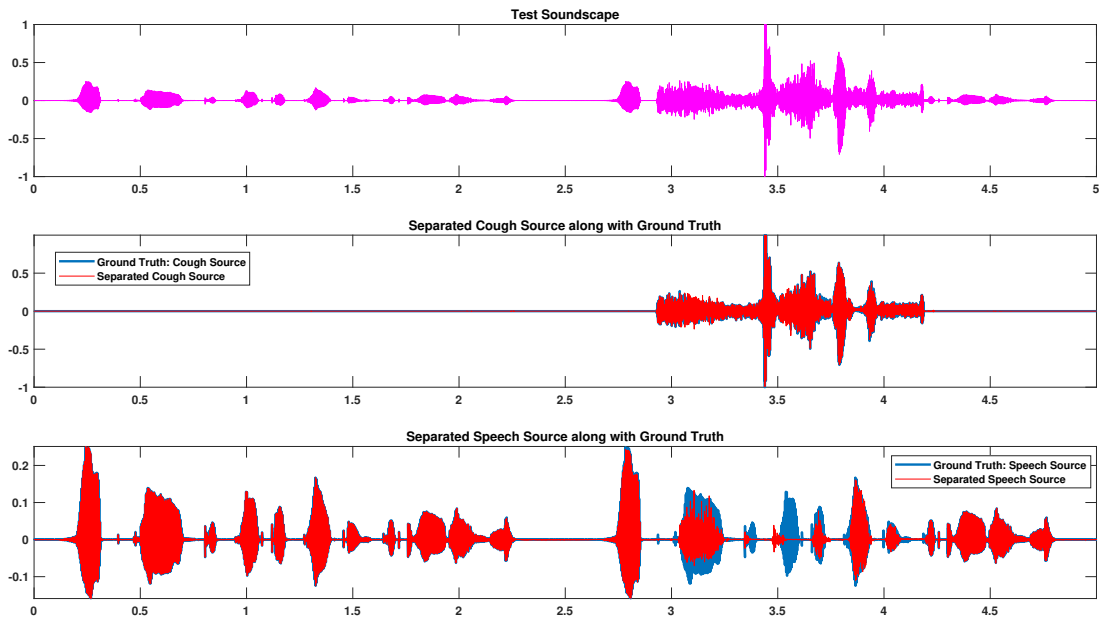 Test Soundscape
1
0.5
0
-0.5
-1
0 0.5 1 1.5 2 2.5 3 3.5 4 4.5 5
Separated Cough Source along with Ground Truth
Ground Truth: Cough Source
Separated Cough Source
0.5
0
-0.5
-1
0 0.5 1 1.5 2 2.5 3 3.5 4 4.5
Separated Speech Source along with Ground Truth
Ground Truth: Speech Source
Separated Speech Source
0.2
0.1
0
-0.1
0 0.5 1 1.5 2 2.5 3 3.5 4 4.5